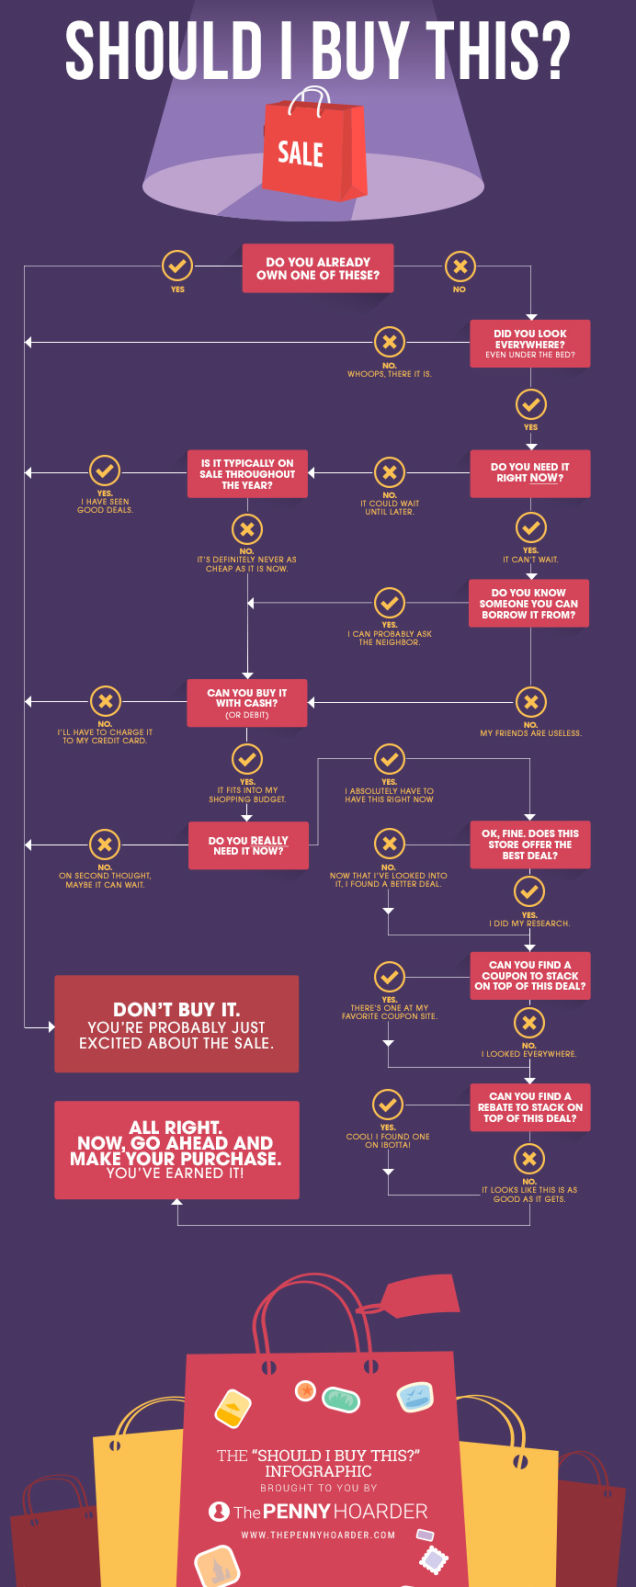 SHOULD I BUY THIS?
SALE
DO YOU ALREADY
OWN ONE OF THESE?
YES
NO
DID YOU LOOK
EVERYWHERE?
EVEN UNDER THE BED?
NO.
WHOOPS, THERE IT IS.
YES
DO YOU NEED IT
RIGHT NOW?
NO.
IT COULD WAIT
UNTIL LATER.
IS IT TYPICALLY ON
SALE THROUGHOUT
THE YEAR?
YES.
I HAVE SEEN
GOOD DEALS.
NO.
IT'S DEFINITELY NEVER AS
CHEAP AS IT IS NOW.
YES.
IT CAN'T WAIT.
DO YOU KNOW
SOMEONE YOU CAN
BORROW IT FROM?
YES.
I CAN PROBABLY ASK
THE NEIGHBOR.
NO.
MY FRIENDS ARE USELESS.
CAN YOU BUY IT
WITH CASH?
(OR DEBIT)
NO.
I'LL HAVE TO CHARGE IT
TO MY CREDIT CARD.
YES.
IT FITS INTO MY
SHOPPING BUDGET.
DO YOU REALLY
NEED IT NOW?
NO.
ON SECOND THOUGHT,
MAYBE IT CAN WAIT.
YES.
I ABSOLUTELY HAVE TO
HAVE THIS RIGHT NOW
OK, FINE. DOES THIS
STORE OFFER THE
BEST DEAL?
NO.
NOW THAT I'VE LOOKED INTO
IT, I FOUND A BETTER DEAL.
YES.
I DID MY RESEARCH.
CAN YOU FIND A
COUPON TO STACK
ON TOP OF THIS DEAL?
YES.
THERE'S ONE AT MY
FAVORITE COUPON SITE.
NO.
I LOOKED EVERYWHERE.
CAN YOU FIND A
REBATE TO STACK ON
TOP OF THIS DEAL?
YES.
COOL! I FOUND ONE
ON IBOTTA!
NO.
IT LOOKS LIKE THIS IS AS
GOOD AS IT GETS.
DON'T BUY IT.
YOU'RE PROBABLY JUST
EXCITED ABOUT THE SALE.
ALL RIGHT.
NOW, GO AHEAD AND
MAKE YOUR PURCHASE.
YOU'VE EARNED IT!
THE "SHOULD I BUY THIS?"
INFOGRAPHIC
BROUGHT TO YOU BY
The PENNY HOARDER
WWW.THEPENNYHOARDER.COM